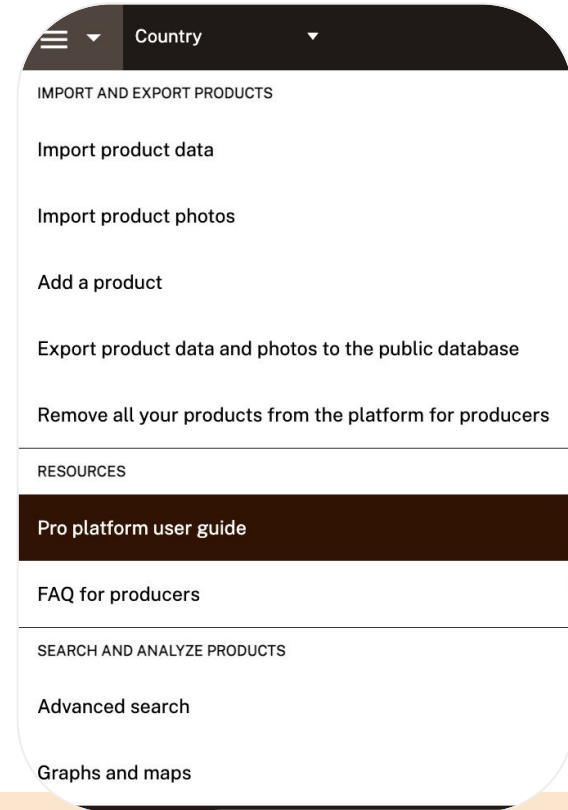 Country
IMPORT AND EXPORT PRODUCTS
Import product data
Import product photos
Add a product
Export product data and photos to the public database
Remove all your products from the platform for producers
RESOURCES
Pro platform user guide
FAQ for producers
SEARCH AND ANALYZE PRODUCTS
Advanced search
Graphs and maps